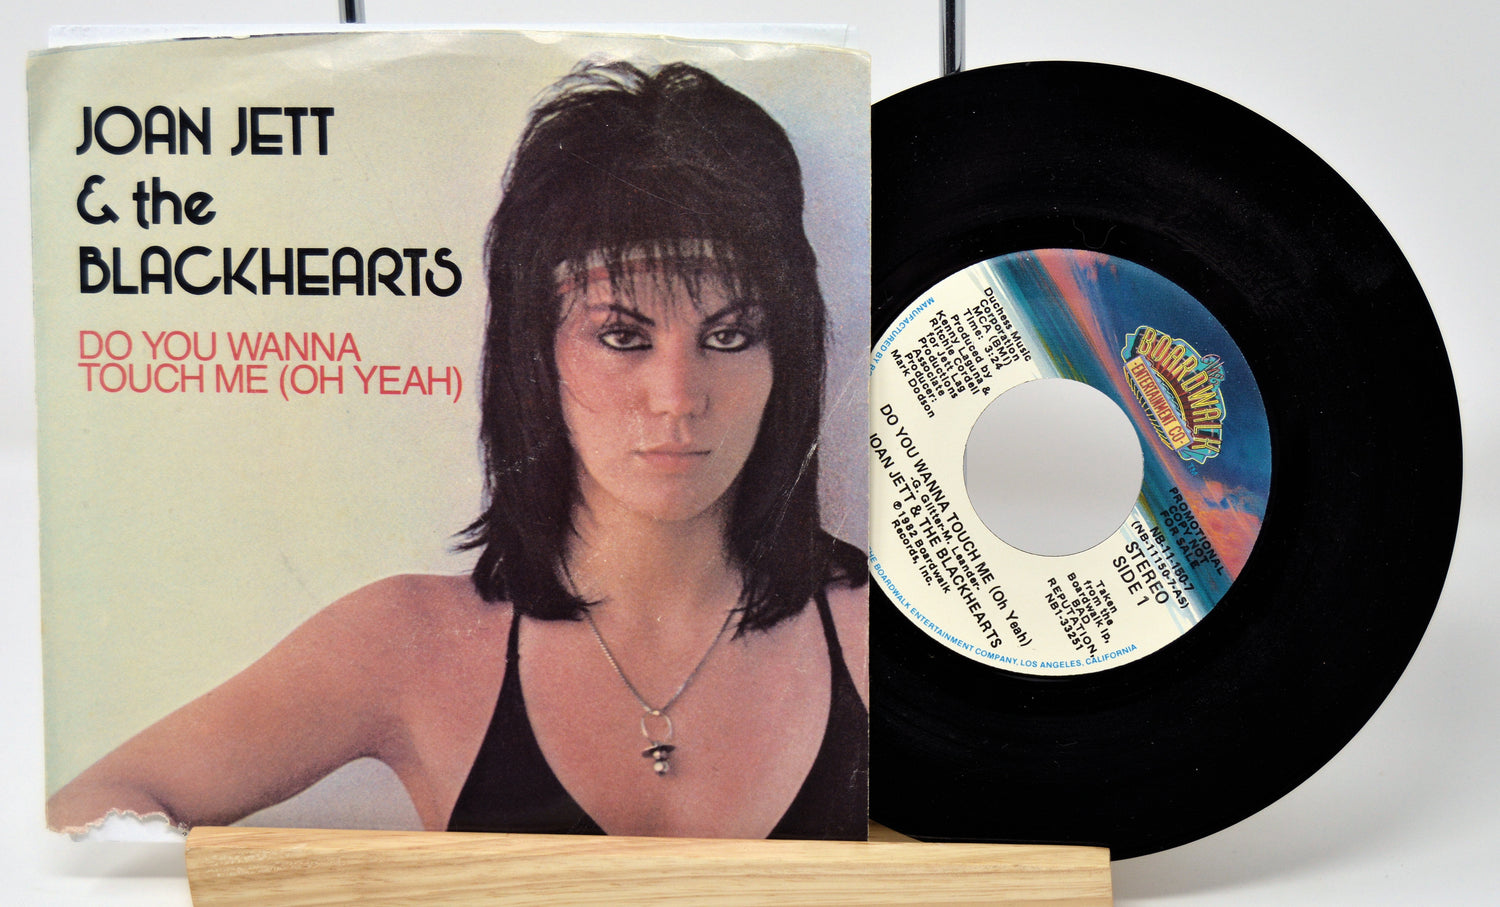 JOAN JETT
& the
BLACKHEARTS
DO YOU WANNA
TOUCH ME (OH YEAH)
The
BOARDWALK
ENTERTAINMENT CO.
TM
Duchess Music
Corporation
MCA (BMI)
Time: 3:24
Produced by
Kenny Laguna &
Ritchie Cordell
for Jett Lag
Productions
Associate
Producer:
Mark Dodson
PROMOTIONAL
COPY NOT
FOR SALE
NB-11-150-7
(NB-11150-7-AS)
STEREO
SIDE 1
Taken
from the
Boardwalk lp,
BAD
REPUTATION,
NB1-33251
DO YOU WANNA TOUCH ME (Oh Yeah)
-G. Glitter-M. Leander-
JOAN JETT & THE BLACKHEARTS
℗ 1982 Boardwalk
Records, Inc.
MANUFACTURED BY
THE BOARDWALK ENTERTAINMENT COMPANY, LOS ANGELES, CALIFORNIA